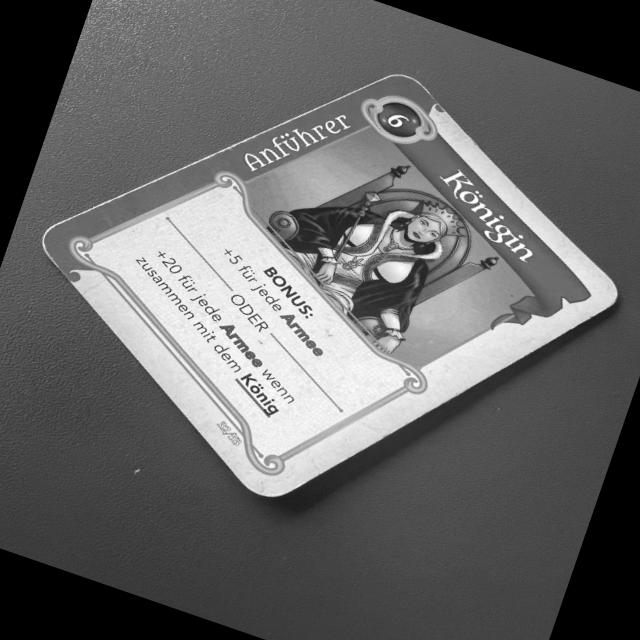 6
Königin
Anführer
BONUS:
+5 für jede Armee
ODER
+20 für jede Armee wenn
zusammen mit dem König